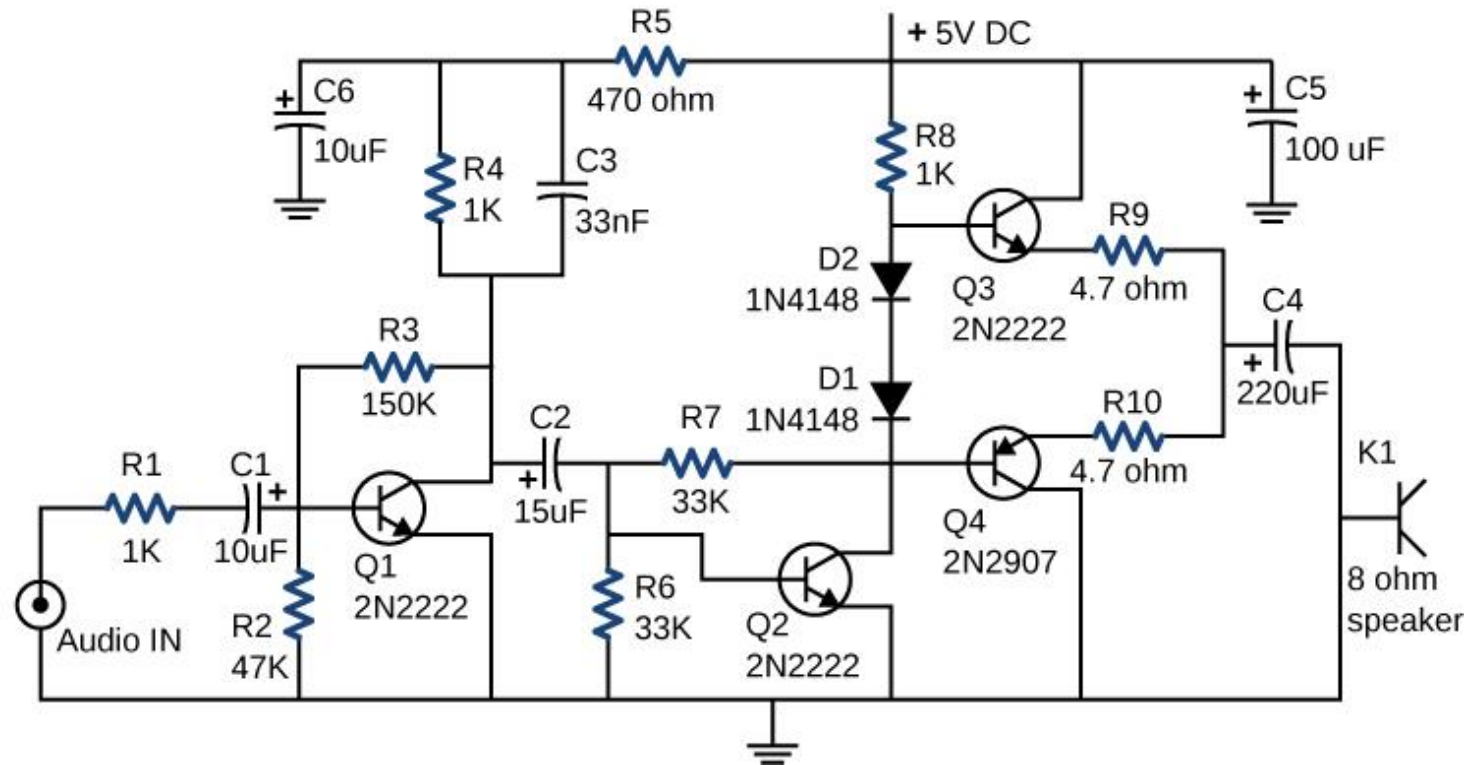 R5
+ 5V DC
470 ohm
+
C6
10uF
R4
1K
C3
33nF
R8
1K
+
C5
100 uF
R9
4.7 ohm
D2
1N4148
Q3
2N2222
C4
+
220uF
R3
150K
D1
1N4148
R10
4.7 ohm
C2
+
15uF
R7
33K
R1
1K
C1
+
10uF
Q1
2N2222
Q4
2N2907
K1
8 ohm
speaker
Audio IN
R2
47K
R6
33K
Q2
2N2222